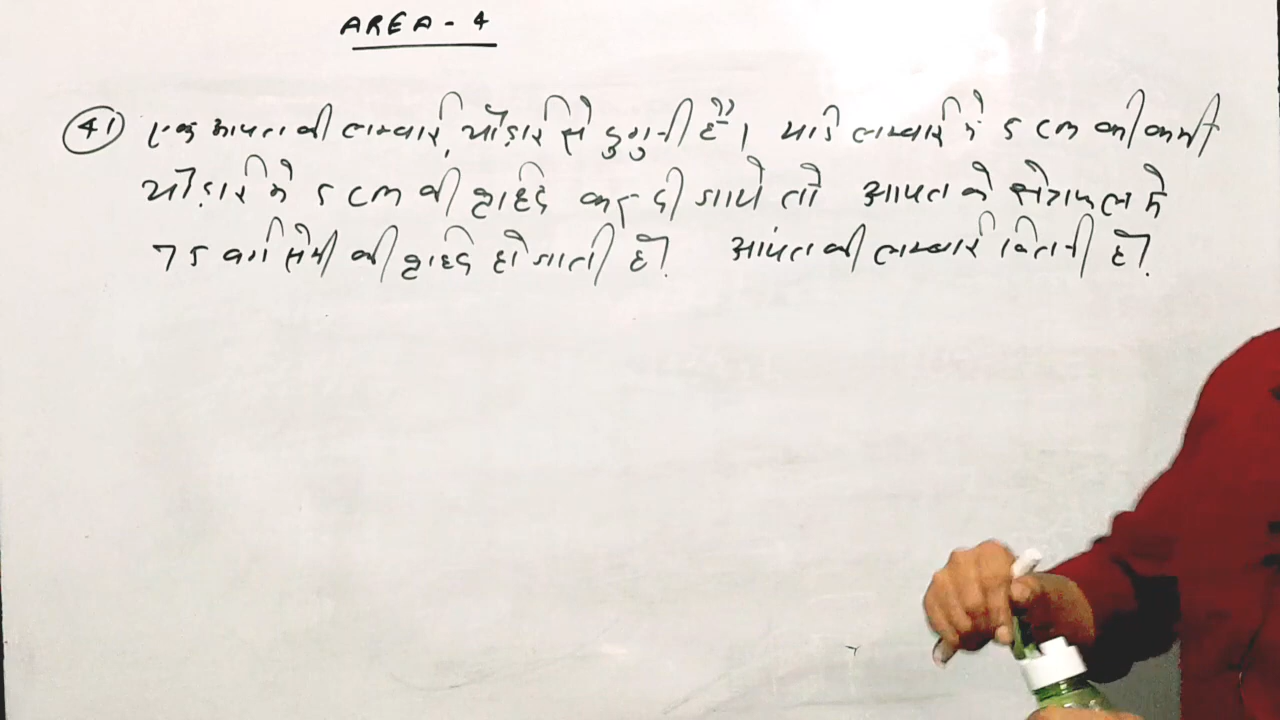 AREA - 4
(41) एक आयत की लम्बाई, चौड़ाई से दुगुनी है। यदि लम्बाई में 5 cm की कमी
चौड़ाई में 5 cm की वृद्धि कर दी जाये तो आयत के क्षेत्रफल में
75 वर्ग सेमी की वृद्धि हो जाती है। आयत की लम्बाई कितनी है?